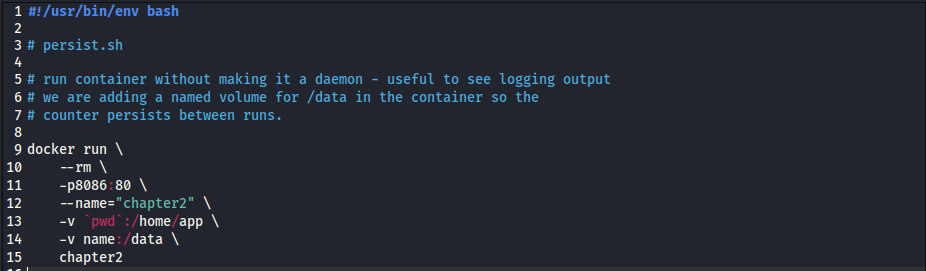 1 #!/usr/bin/env bash
2
3 # persist.sh
4
5 # run container without making it a daemon - useful to see logging output
6 # we are adding a named volume for /data in the container so the
7 # counter persists between runs.
8
9 docker run \
10     --rm \
11     -p8086:80 \
12     --name="chapter2" \
13     -v `pwd`:/home/app \
14     -v name:/data \
15     chapter2